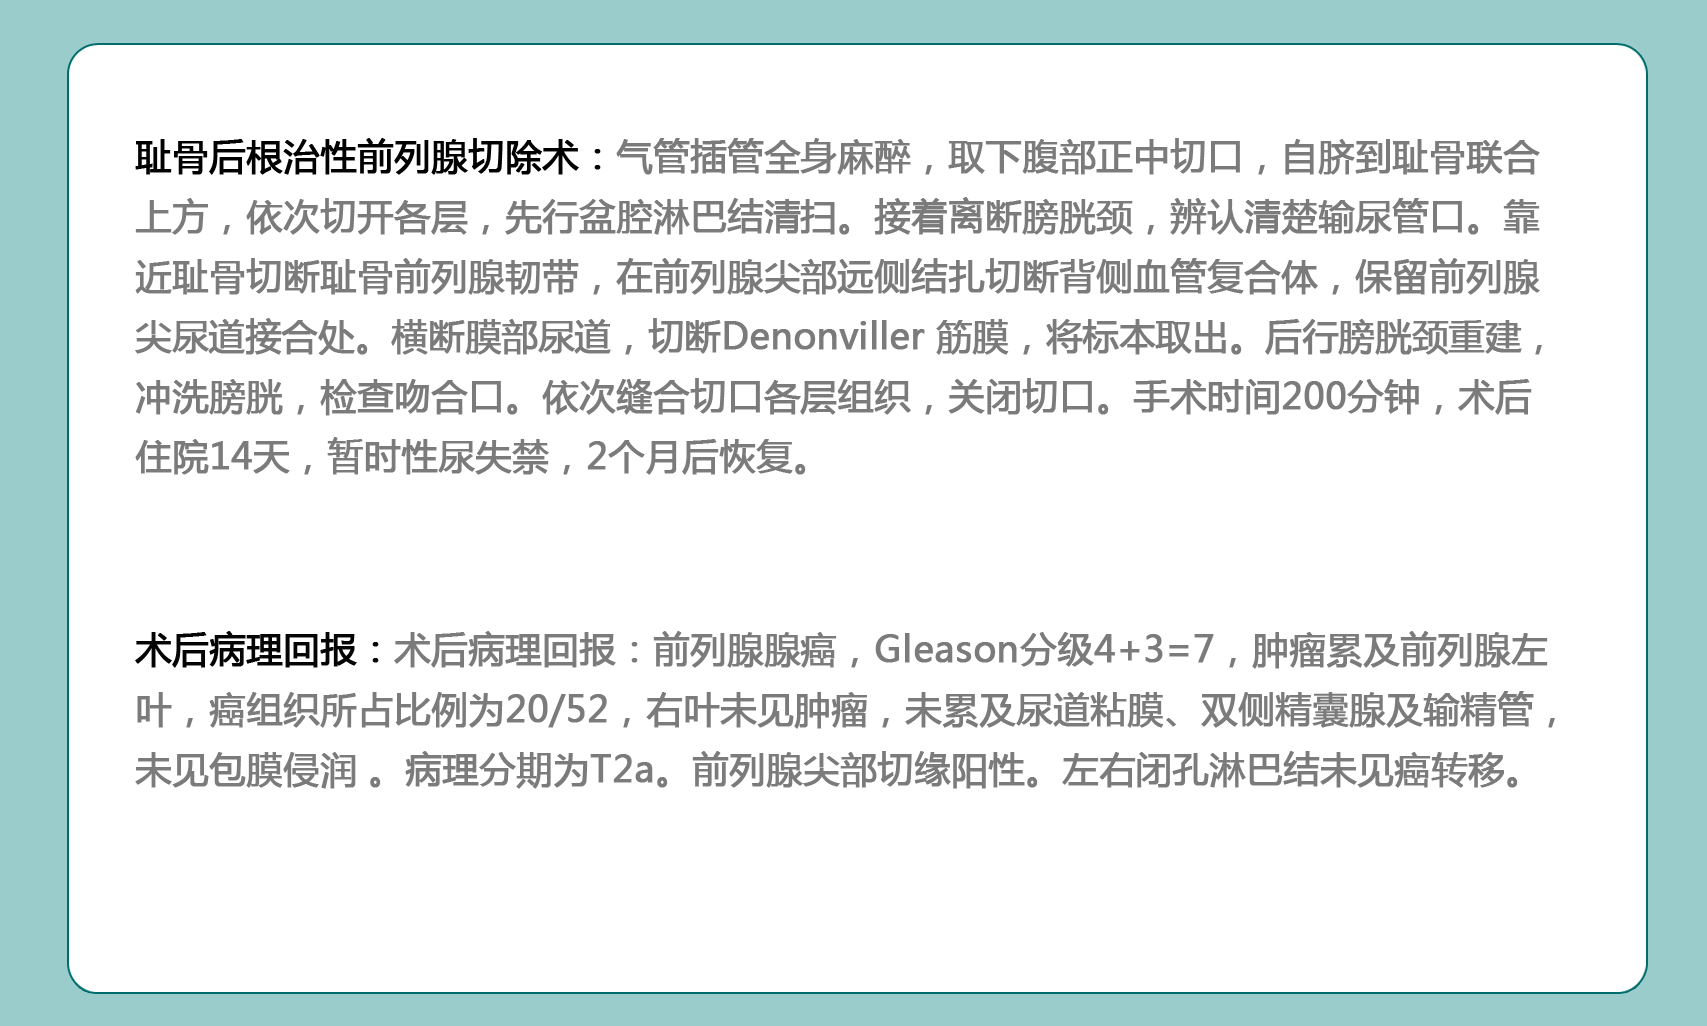 耻骨后根治性前列腺切除术：气管插管全身麻醉，取下腹部正中切口，自脐到耻骨联合
上方，依次切开各层，先行盆腔淋巴结清扫。接着离断膀胱颈，辨认清楚输尿管口。靠
近耻骨切断耻骨前列腺韧带，在前列腺尖部远侧结扎切断背侧血管复合体，保留前列腺
尖尿道接合处。横断膜部尿道，切断Denonviller 筋膜，将标本取出。后行膀胱颈重建，
冲洗膀胱，检查吻合口。依次缝合切口各层组织，关闭切口。手术时间200分钟，术后
住院14天，暂时性尿失禁，2个月后恢复。
术后病理回报：术后病理回报：前列腺腺癌，Gleason分级4+3=7，肿瘤累及前列腺左
叶，癌组织所占比例为20/52，右叶未见肿瘤，未累及尿道粘膜、双侧精囊腺及输精管，
未见包膜侵润 。病理分期为T2a。前列腺尖部切缘阳性。左右闭孔淋巴结未见癌转移。